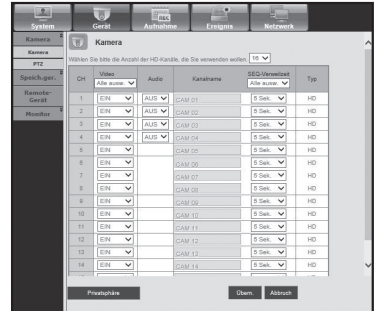 System Gerät Aufnahme Ereignis Netzwerk
Kamera
Kamera
PTZ
Speich.ger.
Remote-Gerät
Monitor
Kamera
Wählen Sie bitte die Anzahl der HD-Kanäle, die Sie verwenden wollen. 16
CH Video Audio Kanalname SEQ-Verweilzeit Typ
Alle ausw. Alle ausw.
1 EIN AUS CAM 01 5 Sek. HD
2 EIN AUS CAM 02 5 Sek. HD
3 EIN AUS CAM 03 5 Sek. HD
4 EIN AUS CAM 04 5 Sek. HD
5 EIN CAM 05 5 Sek. HD
6 EIN CAM 06 5 Sek. HD
7 EIN CAM 07 5 Sek. HD
8 EIN CAM 08 5 Sek. HD
9 EIN CAM 09 5 Sek. HD
10 EIN CAM 10 5 Sek. HD
11 EIN CAM 11 5 Sek. HD
12 EIN CAM 12 5 Sek. HD
13 EIN CAM 13 5 Sek. HD
14 EIN CAM 14 5 Sek. HD
Privatsphäre Übern. Abbruch